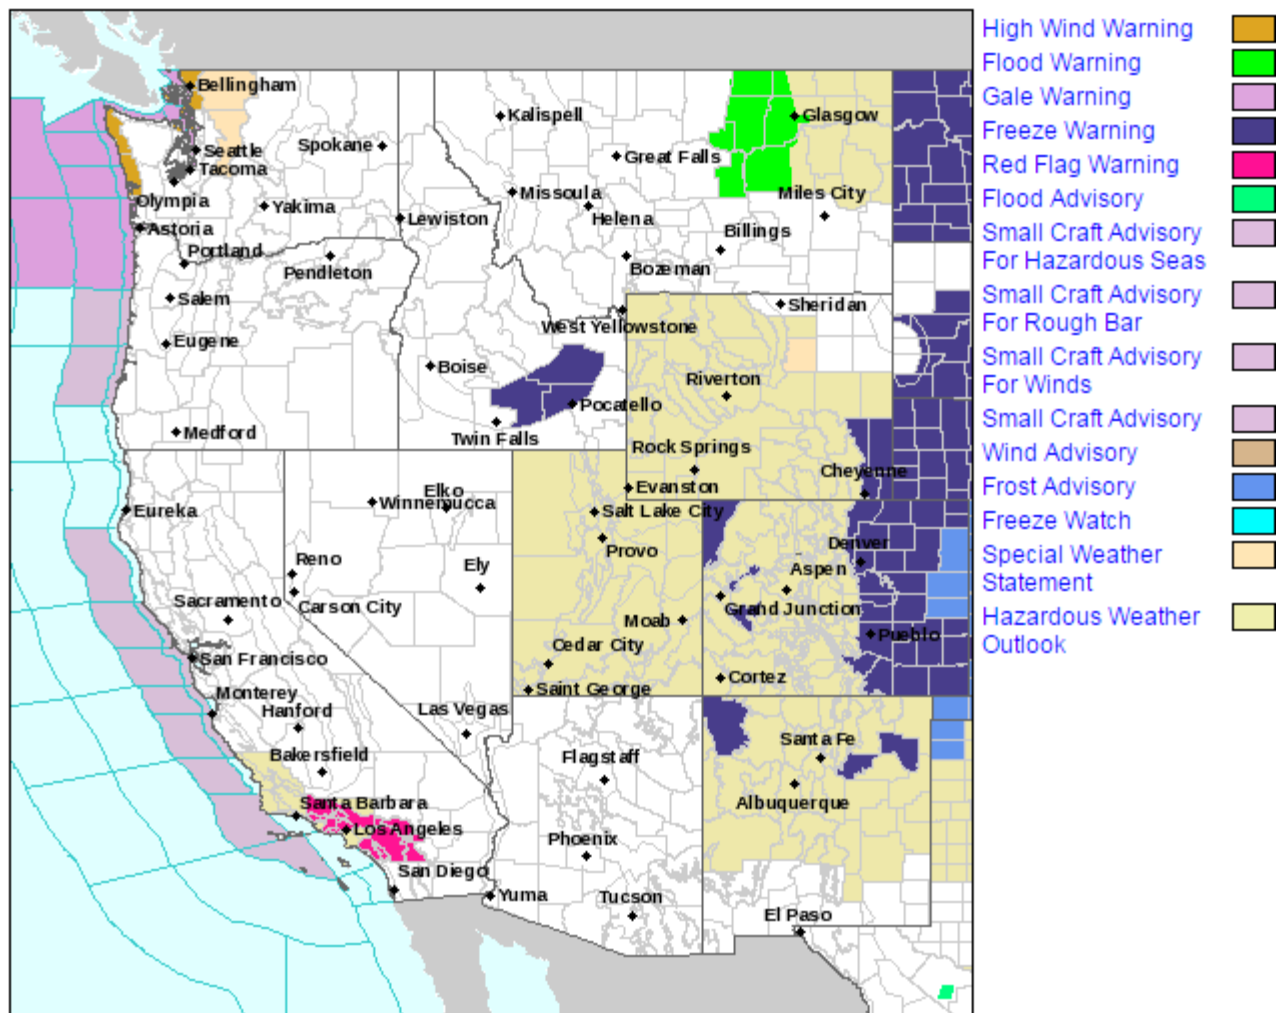 Bellingham
Seattle
Tacoma
Olympia
Astoria
Portland
Salem
Eugene
Medford
Yakima
Spokane
Pendleton
Lewiston
Kalispell
Great Falls
Missoula
Helena
Bozeman
Billings
Miles City
Glasgow
West Yellowstone
Sheridan
Boise
Pocatello
Twin Falls
Riverton
Rock Springs
Cheyenne
Evanston
Eureka
Elko
Winnemucca
Reno
Ely
Carson City
Sacramento
San Francisco
Monterey
Hanford
Bakersfield
Las Vegas
Santa Barbara
Los Angeles
San Diego
Salt Lake City
Provo
Moab
Cedar City
Saint George
Denver
Aspen
Grand Junction
Pueblo
Cortez
Flagstaff
Phoenix
Yuma
Tucson
Santa Fe
Albuquerque
El Paso
High Wind Warning
Flood Warning
Gale Warning
Freeze Warning
Red Flag Warning
Flood Advisory
Small Craft Advisory
For Hazardous Seas
Small Craft Advisory
For Rough Bar
Small Craft Advisory
For Winds
Small Craft Advisory
Wind Advisory
Frost Advisory
Freeze Watch
Special Weather
Statement
Hazardous Weather
Outlook